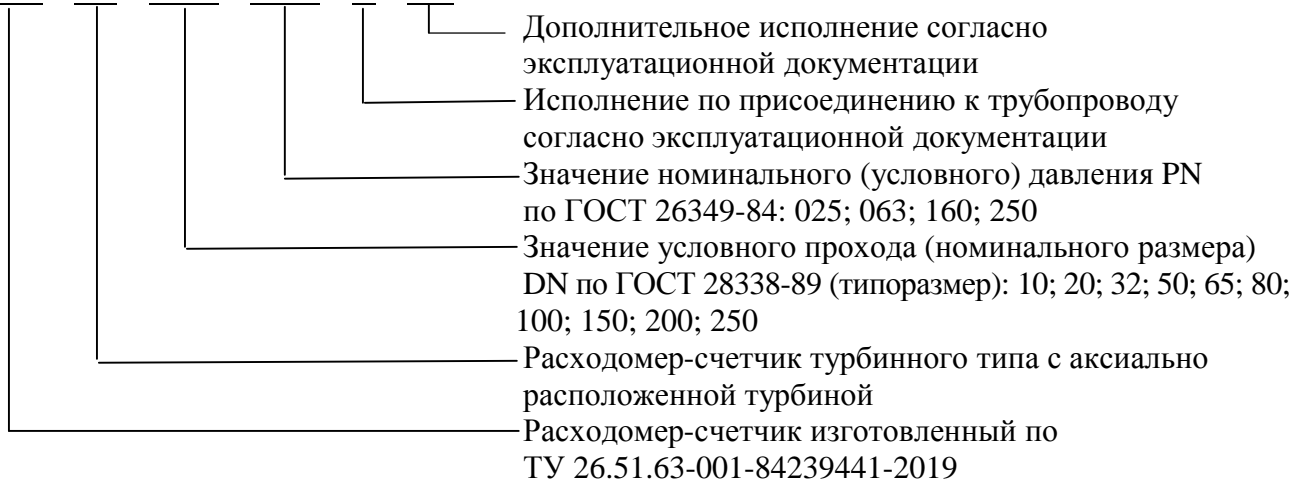 Дополнительное исполнение согласно
эксплуатационной документации
Исполнение по присоединению к трубопроводу
согласно эксплуатационной документации
Значение номинального (условного) давления PN
по ГОСТ 26349-84: 025; 063; 160; 250
Значение условного прохода (номинального размера)
DN по ГОСТ 28338-89 (типоразмер): 10; 20; 32; 50; 65; 80;
100; 150; 200; 250
Расходомер-счетчик турбинного типа с аксиально
расположенной турбиной
Расходомер-счетчик изготовленный по
ТУ 26.51.63-001-84239441-2019